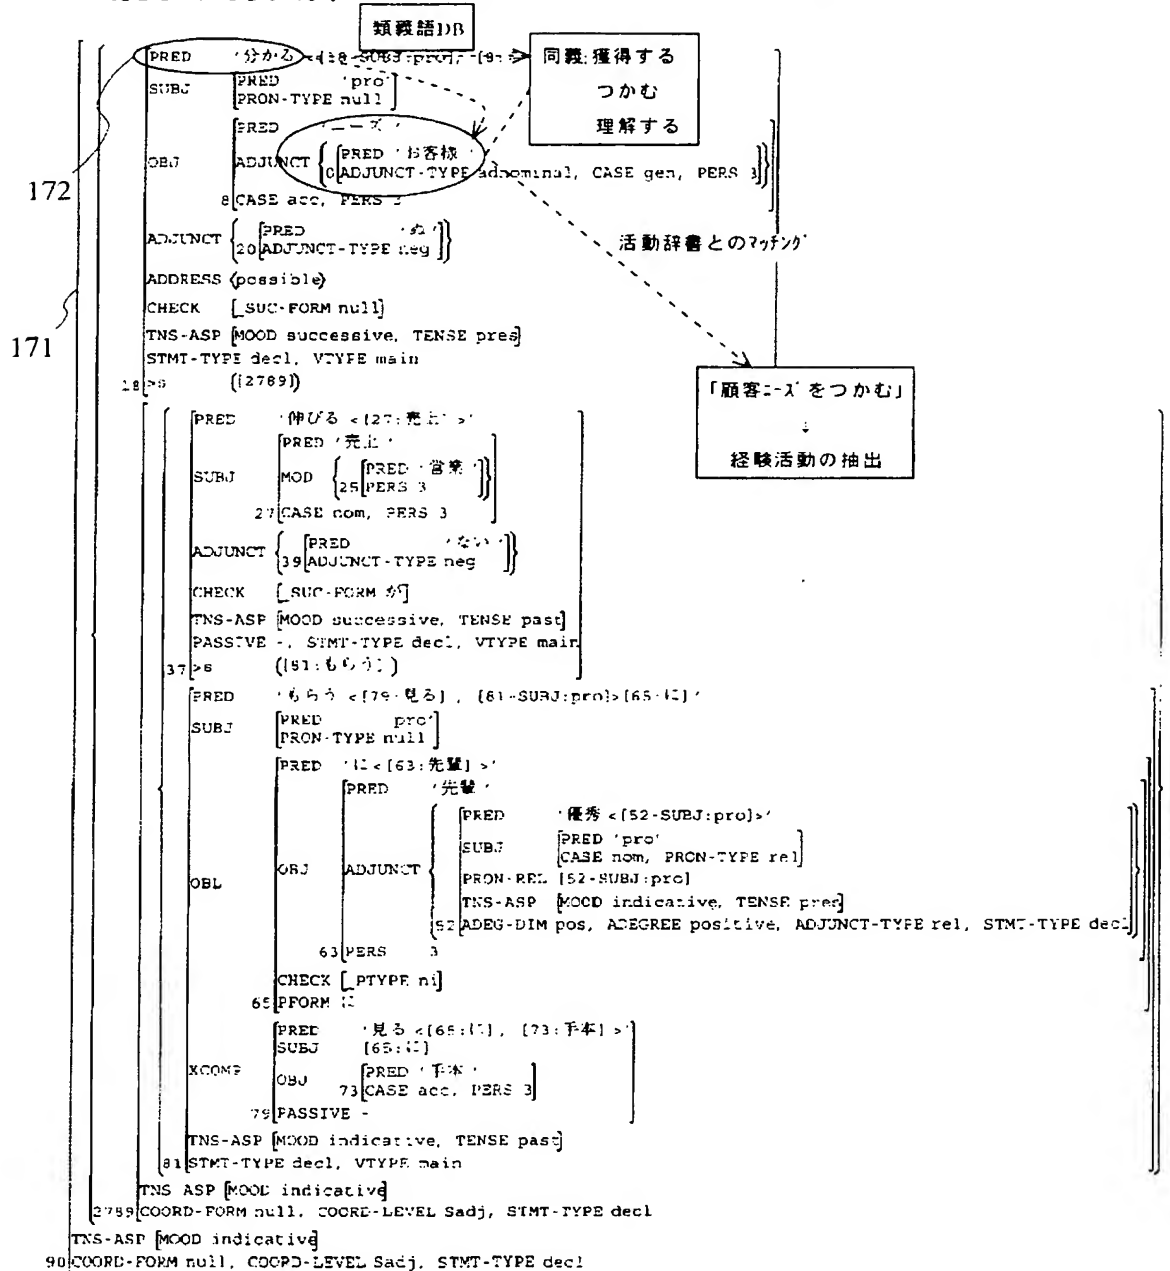 類義語DB
PRED '分かる <[18-SUBJ:pro], [8:
同義:獲得する
つかむ
理解する
SUBJ
PRED 'pro'
PRON-TYPE null
PRED 'ニーズ'
OBJ ADJUNCT
PRED 'お客様'
0 ADJUNCT-TYPE adnominal, CASE gen, PERS 3
8 CASE acc, PERS 3
172
ADJUNCT
PRED 'ぬ'
20 ADJUNCT-TYPE neg
活動辞書とのマッチング
ADDRESS {possible}
CHECK [_SUC-FORM null]
171
TNS-ASP [MOOD successive, TENSE pres]
STMT-TYPE decl, VTYPE main
18 >s ([2789])
「顧客ニーズをつかむ」
↓
経験活動の抽出
PRED '伸びる <[27:売上]>'
SUBJ
PRED '売上'
MOD
PRED '営業'
25 PERS 3
27 CASE nom, PERS 3
ADJUNCT
PRED 'ない'
39 ADJUNCT-TYPE neg
CHECK [_SUC-FORM が]
TNS-ASP [MOOD successive, TENSE past]
PASSIVE -, STMT-TYPE decl, VTYPE main
37 >s ([81:もらう])
PRED 'もらう <[79:見る], [81-SUBJ:pro]>[65:に]'
SUBJ
PRED 'pro'
PRON-TYPE null
PRED 'に<[63:先輩]>'
PRED '先輩'
PRED '優秀 <[52-SUBJ:pro]>'
SUBJ
PRED 'pro'
CASE nom, PRON-TYPE rel
OBL OBJ ADJUNCT
PRON-REL [52-SUBJ:pro]
TNS-ASP [MOOD indicative, TENSE pres]
52 ADEG-DIM pos, ADEGREE positive, ADJUNCT-TYPE rel, STMT-TYPE decl
63 PERS 3
CHECK [_PTYPE ni]
65 PFORM に
PRED '見る <[65:に], [73:手本]>'
SUBJ [65:に]
XCOMP OBJ
PRED '手本'
73 CASE acc, PERS 3
79 PASSIVE -
TNS-ASP [MOOD indicative, TENSE past]
81 STMT-TYPE decl, VTYPE main
TNS-ASP [MOOD indicative]
2789 COORD-FORM null, COORD-LEVEL Sadj, STMT-TYPE decl
TNS-ASP [MOOD indicative]
90 COORD-FORM null, COORD-LEVEL Sadj, STMT-TYPE decl